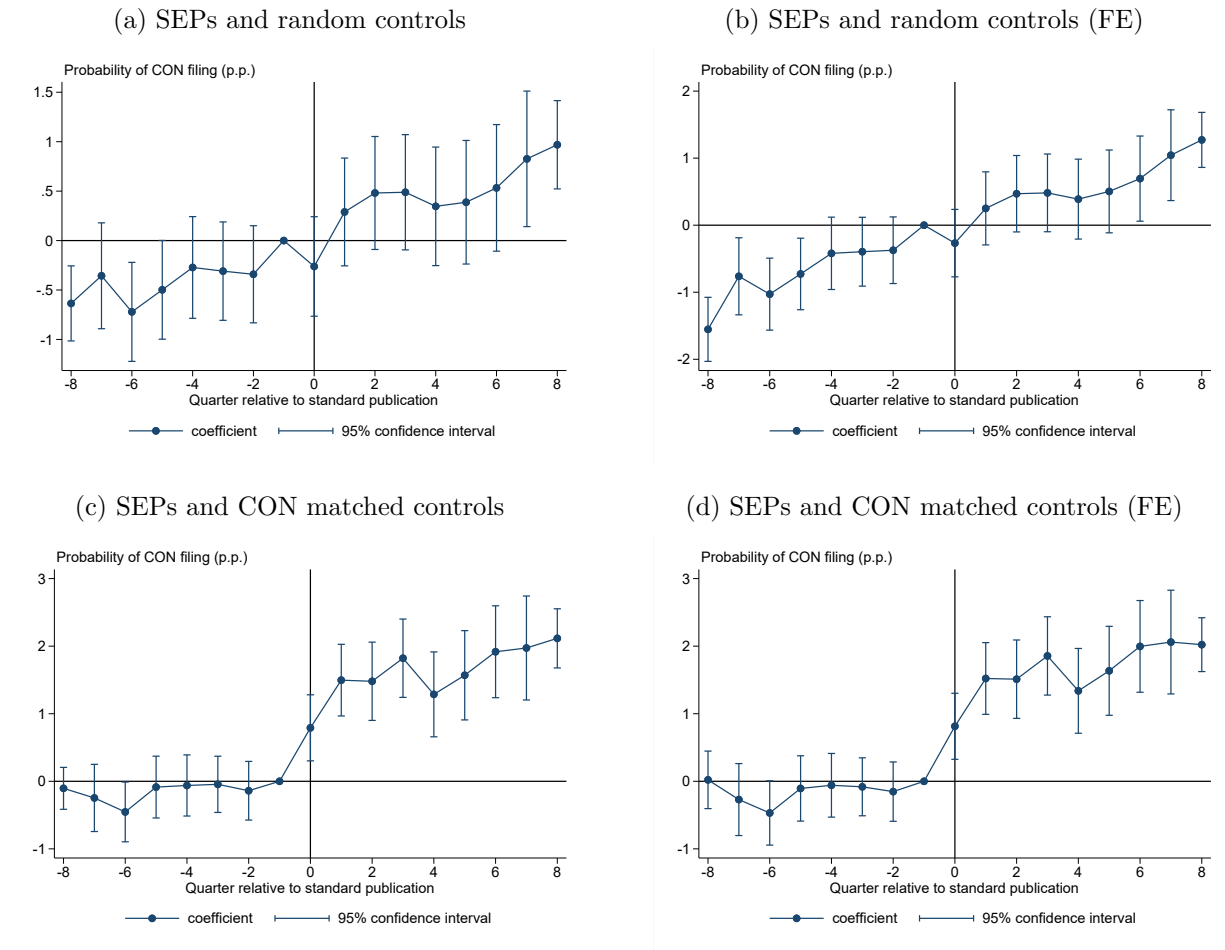 (a) SEPs and random controls
Probability of CON filing (p.p.)
1.5
1
.5
0
-.5
-1
-8 -6 -4 -2 0 2 4 6 8
Quarter relative to standard publication
coefficient 95% confidence interval
(b) SEPs and random controls (FE)
Probability of CON filing (p.p.)
2
1
0
-1
-2
-8 -6 -4 -2 0 2 4 6 8
Quarter relative to standard publication
coefficient 95% confidence interval
(c) SEPs and CON matched controls
Probability of CON filing (p.p.)
3
2
1
0
-1
-8 -6 -4 -2 0 2 4 6 8
Quarter relative to standard publication
coefficient 95% confidence interval
(d) SEPs and CON matched controls (FE)
Probability of CON filing (p.p.)
3
2
1
0
-1
-8 -6 -4 -2 0 2 4 6 8
Quarter relative to standard publication
coefficient 95% confidence interval